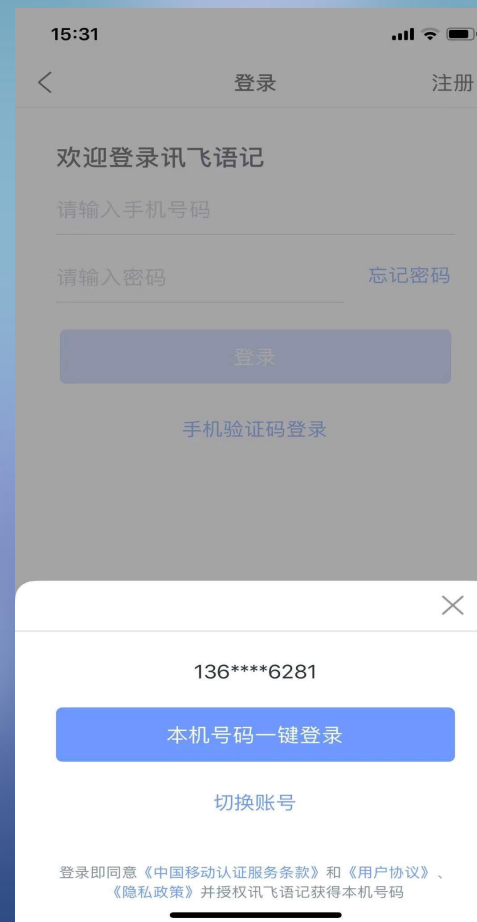 15:31
登录
注册
欢迎登录讯飞语记
请输入手机号码
请输入密码
忘记密码
登录
手机验证码登录
136****6281
本机号码一键登录
切换账号
登录即同意《中国移动认证服务条款》和《用户协议》、
《隐私政策》并授权讯飞语记获得本机号码